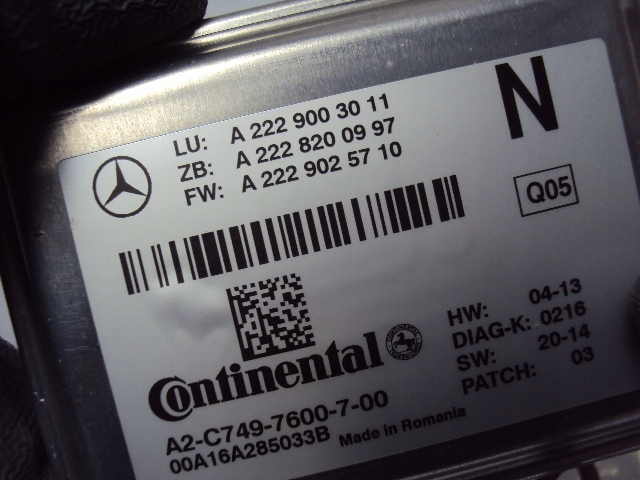 N
LU: A 222 900 30 11
ZB: A 222 820 09 97
FW: A 222 902 57 10
Q05
HW: 04-13
DIAG-K: 0216
SW: 20-14
PATCH: 03
Continental
A2-C749-7600-7-00
00A16A285033B Made in Romania